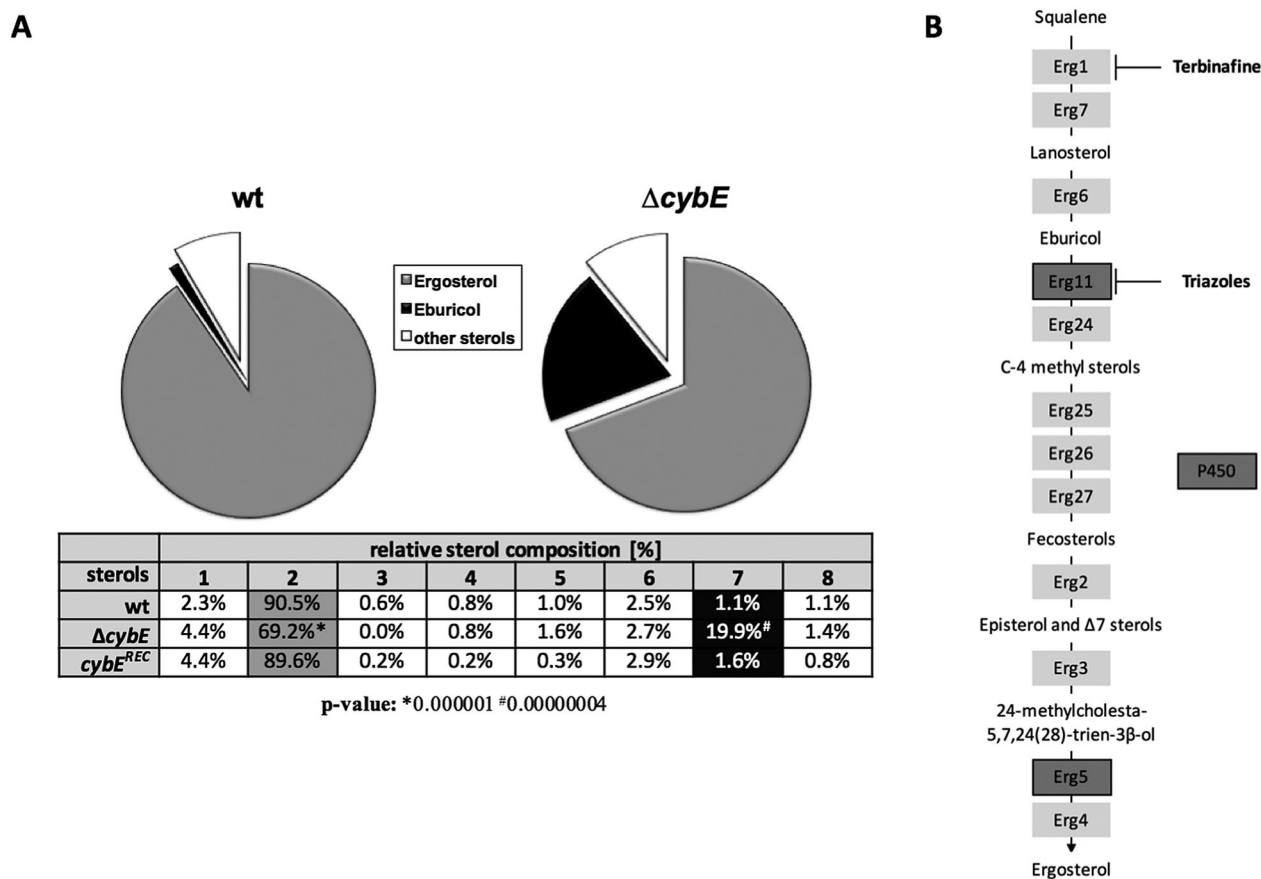 A
wt
ΔcybE
Ergosterol
Eburicol
other sterols
relative sterol composition [%]
sterols 1 2 3 4 5 6 7 8
wt 2.3% 90.5% 0.6% 0.8% 1.0% 2.5% 1.1% 1.1%
ΔcybE 4.4% 69.2%* 0.0% 0.8% 1.6% 2.7% 19.9%# 1.4%
cybEREC 4.4% 89.6% 0.2% 0.2% 0.3% 2.9% 1.6% 0.8%
p-value: *0.000001 #0.00000004
B
Squalene
Erg1 Terbinafine
Erg7
Lanosterol
Erg6
Eburicol
Erg11 Triazoles
Erg24
C-4 methyl sterols
Erg25
Erg26
P450
Erg27
Fecosterols
Erg2
Episterol and Δ7 sterols
Erg3
24-methylcholesta-
5,7,24(28)-trien-3β-ol
Erg5
Erg4
Ergosterol